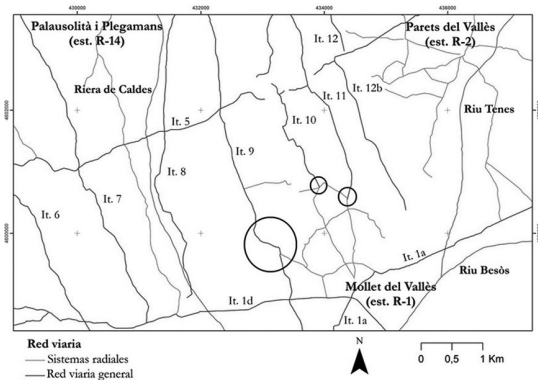 430000 432000 434000 436000
Palausolità i Plegamans
(est. R-14)
It. 12
Parets del Vallès
(est. R-2)
Riera de Caldes
It. 11
It. 12b
4602000
It. 5
It. 10
Riu Tenes
It. 9
It. 8
It. 7
It. 6
4600000
It. 1a
Riu Besòs
Mollet del Vallès
(est. R-1)
It. 1d
It. 1a
Red viaria
Sistemas radiales
Red viaria general
N
0 0,5 1 Km